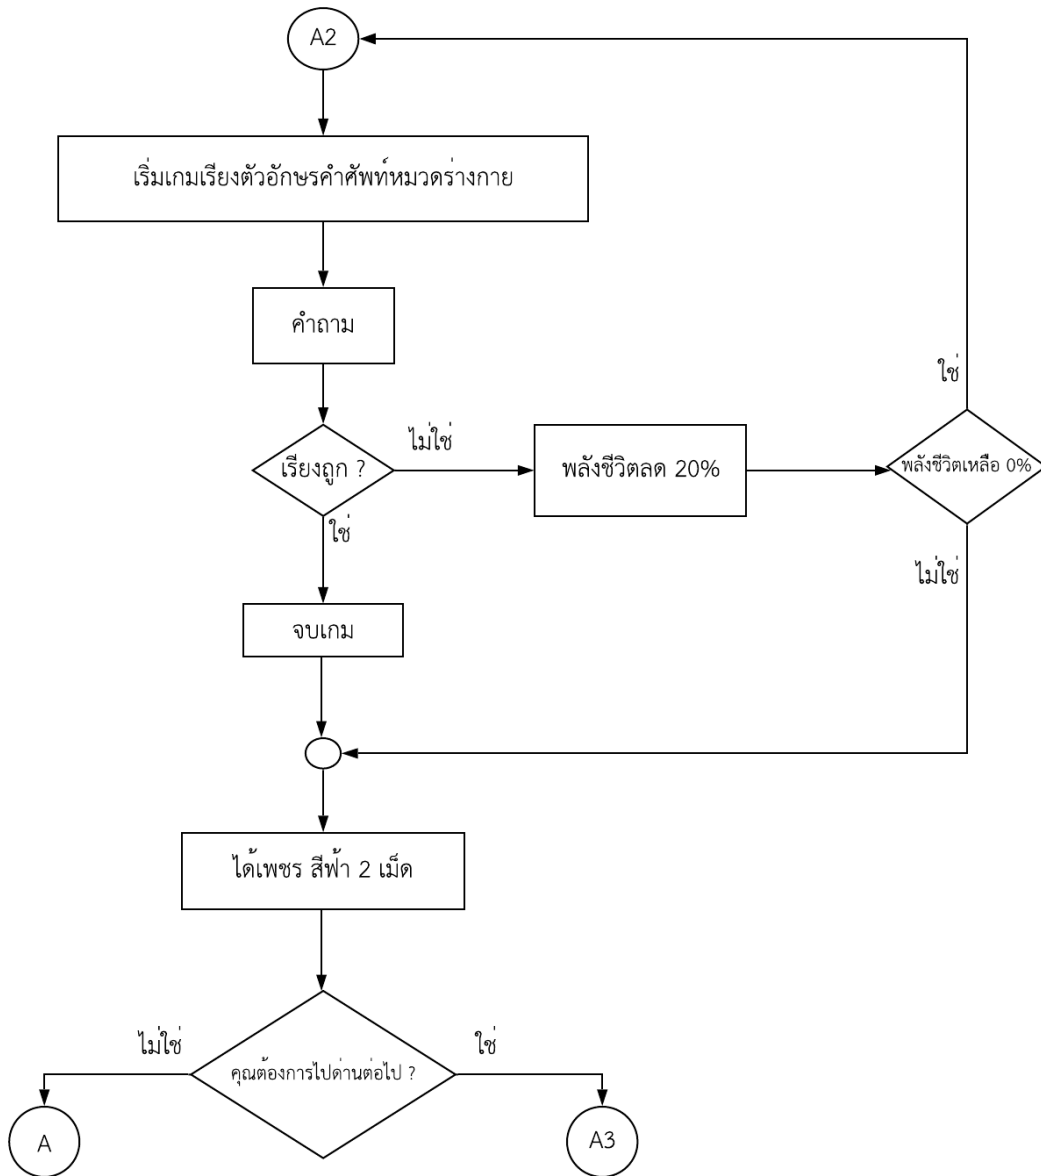 A2
เริ่มเกมเรียงตัวอักษรคำศัพท์หมวดร่างกาย
คำถาม
ใช่
เรียงถูก ?
ไม่ใช่
พลังชีวิตลด 20%
พลังชีวิตเหลือ 0%
ใช่
ไม่ใช่
จบเกม
ได้เพชร สีฟ้า 2 เม็ด
ไม่ใช่
คุณต้องการไปด่านต่อไป ?
ใช่
A
A3